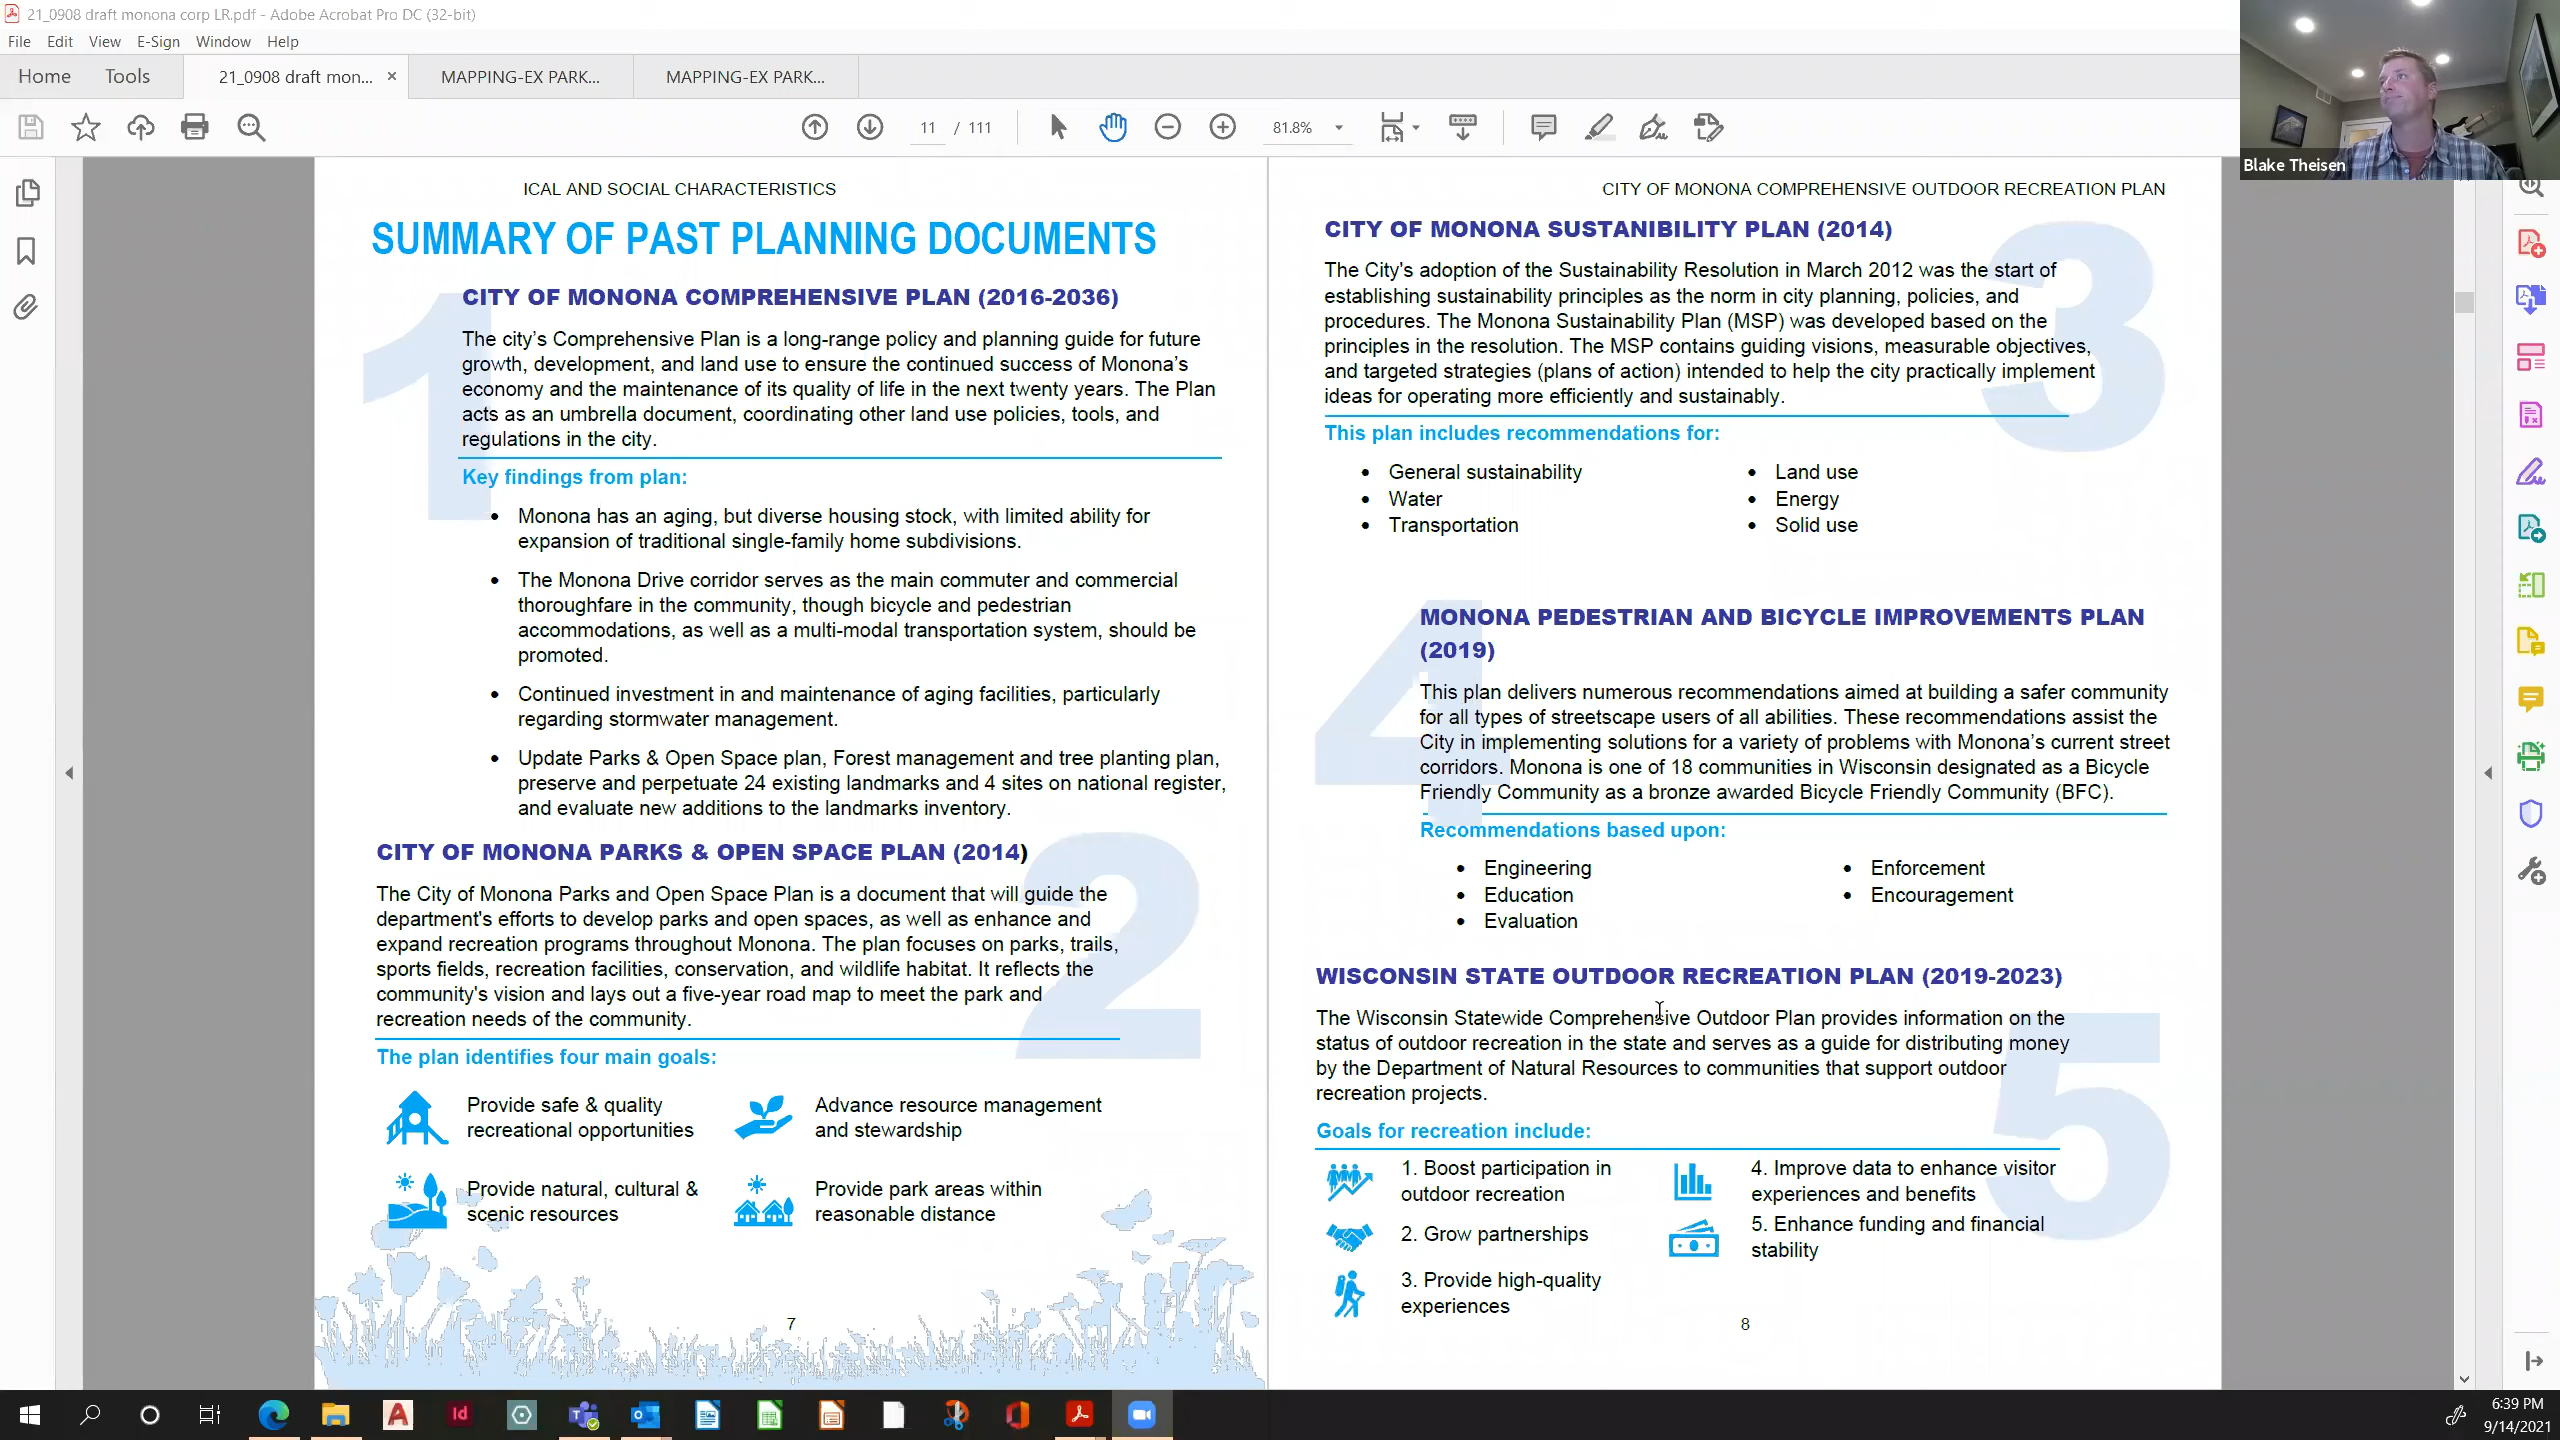 21_0908 draft monona corp LR.pdf - Adobe Acrobat Pro DC (32-bit)
File Edit View E-Sign Window Help
Home Tools 21_0908 draft mon... × MAPPING-EX PARK... MAPPING-EX PARK...
11 / 111 81.8%
Blake Theisen
ICAL AND SOCIAL CHARACTERISTICS
SUMMARY OF PAST PLANNING DOCUMENTS
1
CITY OF MONONA COMPREHENSIVE PLAN (2016-2036)
The city's Comprehensive Plan is a long-range policy and planning guide for future
growth, development, and land use to ensure the continued success of Monona's
economy and the maintenance of its quality of life in the next twenty years. The Plan
acts as an umbrella document, coordinating other land use policies, tools, and
regulations in the city.
Key findings from plan:
• Monona has an aging, but diverse housing stock, with limited ability for
expansion of traditional single-family home subdivisions.
• The Monona Drive corridor serves as the main commuter and commercial
thoroughfare in the community, though bicycle and pedestrian
accommodations, as well as a multi-modal transportation system, should be
promoted.
• Continued investment in and maintenance of aging facilities, particularly
regarding stormwater management.
• Update Parks & Open Space plan, Forest management and tree planting plan,
preserve and perpetuate 24 existing landmarks and 4 sites on national register,
and evaluate new additions to the landmarks inventory.
2
CITY OF MONONA PARKS & OPEN SPACE PLAN (2014)
The City of Monona Parks and Open Space Plan is a document that will guide the
department's efforts to develop parks and open spaces, as well as enhance and
expand recreation programs throughout Monona. The plan focuses on parks, trails,
sports fields, recreation facilities, conservation, and wildlife habitat. It reflects the
community's vision and lays out a five-year road map to meet the park and
recreation needs of the community.
The plan identifies four main goals:
Provide safe & quality
recreational opportunities
Advance resource management
and stewardship
Provide natural, cultural &
scenic resources
Provide park areas within
reasonable distance
7
CITY OF MONONA COMPREHENSIVE OUTDOOR RECREATION PLAN
3
CITY OF MONONA SUSTANIBILITY PLAN (2014)
The City's adoption of the Sustainability Resolution in March 2012 was the start of
establishing sustainability principles as the norm in city planning, policies, and
procedures. The Monona Sustainability Plan (MSP) was developed based on the
principles in the resolution. The MSP contains guiding visions, measurable objectives,
and targeted strategies (plans of action) intended to help the city practically implement
ideas for operating more efficiently and sustainably.
This plan includes recommendations for:
• General sustainability
• Water
• Transportation
• Land use
• Energy
• Solid use
4
MONONA PEDESTRIAN AND BICYCLE IMPROVEMENTS PLAN
(2019)
This plan delivers numerous recommendations aimed at building a safer community
for all types of streetscape users of all abilities. These recommendations assist the
City in implementing solutions for a variety of problems with Monona's current street
corridors. Monona is one of 18 communities in Wisconsin designated as a Bicycle
Friendly Community as a bronze awarded Bicycle Friendly Community (BFC).
Recommendations based upon:
• Engineering
• Education
• Evaluation
• Enforcement
• Encouragement
5
WISCONSIN STATE OUTDOOR RECREATION PLAN (2019-2023)
The Wisconsin Statewide Comprehensive Outdoor Plan provides information on the
status of outdoor recreation in the state and serves as a guide for distributing money
by the Department of Natural Resources to communities that support outdoor
recreation projects.
Goals for recreation include:
1. Boost participation in
outdoor recreation
2. Grow partnerships
3. Provide high-quality
experiences
4. Improve data to enhance visitor
experiences and benefits
5. Enhance funding and financial
stability
8
6:39 PM
9/14/2021